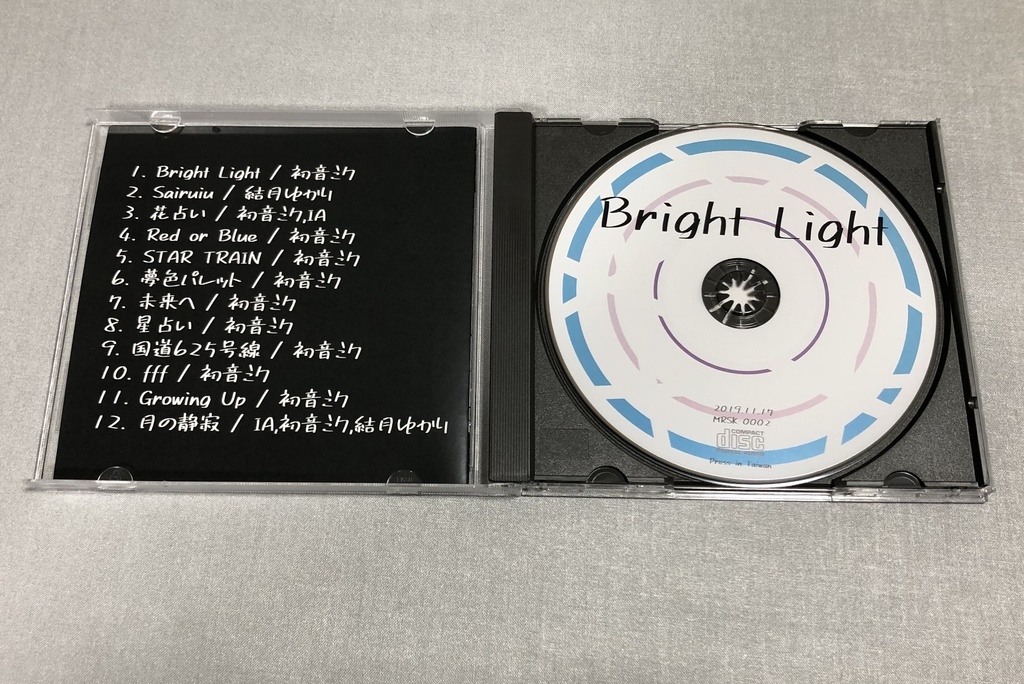 1. Bright Light / 初音ミク
2. Sairuiu / 結月ゆかり
3. 花占い / 初音ミク,IA
4. Red or Blue / 初音ミク
5. STAR TRAIN / 初音ミク
6. 夢色パレット / 初音ミク
7. 未来へ / 初音ミク
8. 星占い / 初音ミク
9. 国道625号線 / 初音ミク
10. fff / 初音ミク
11. Growing Up / 初音ミク
12. 月の静寂 / IA,初音ミク,結月ゆかり
Bright Light
2019.11.17
MRSK 0002
COMPACT
disc
Press in Taiwan